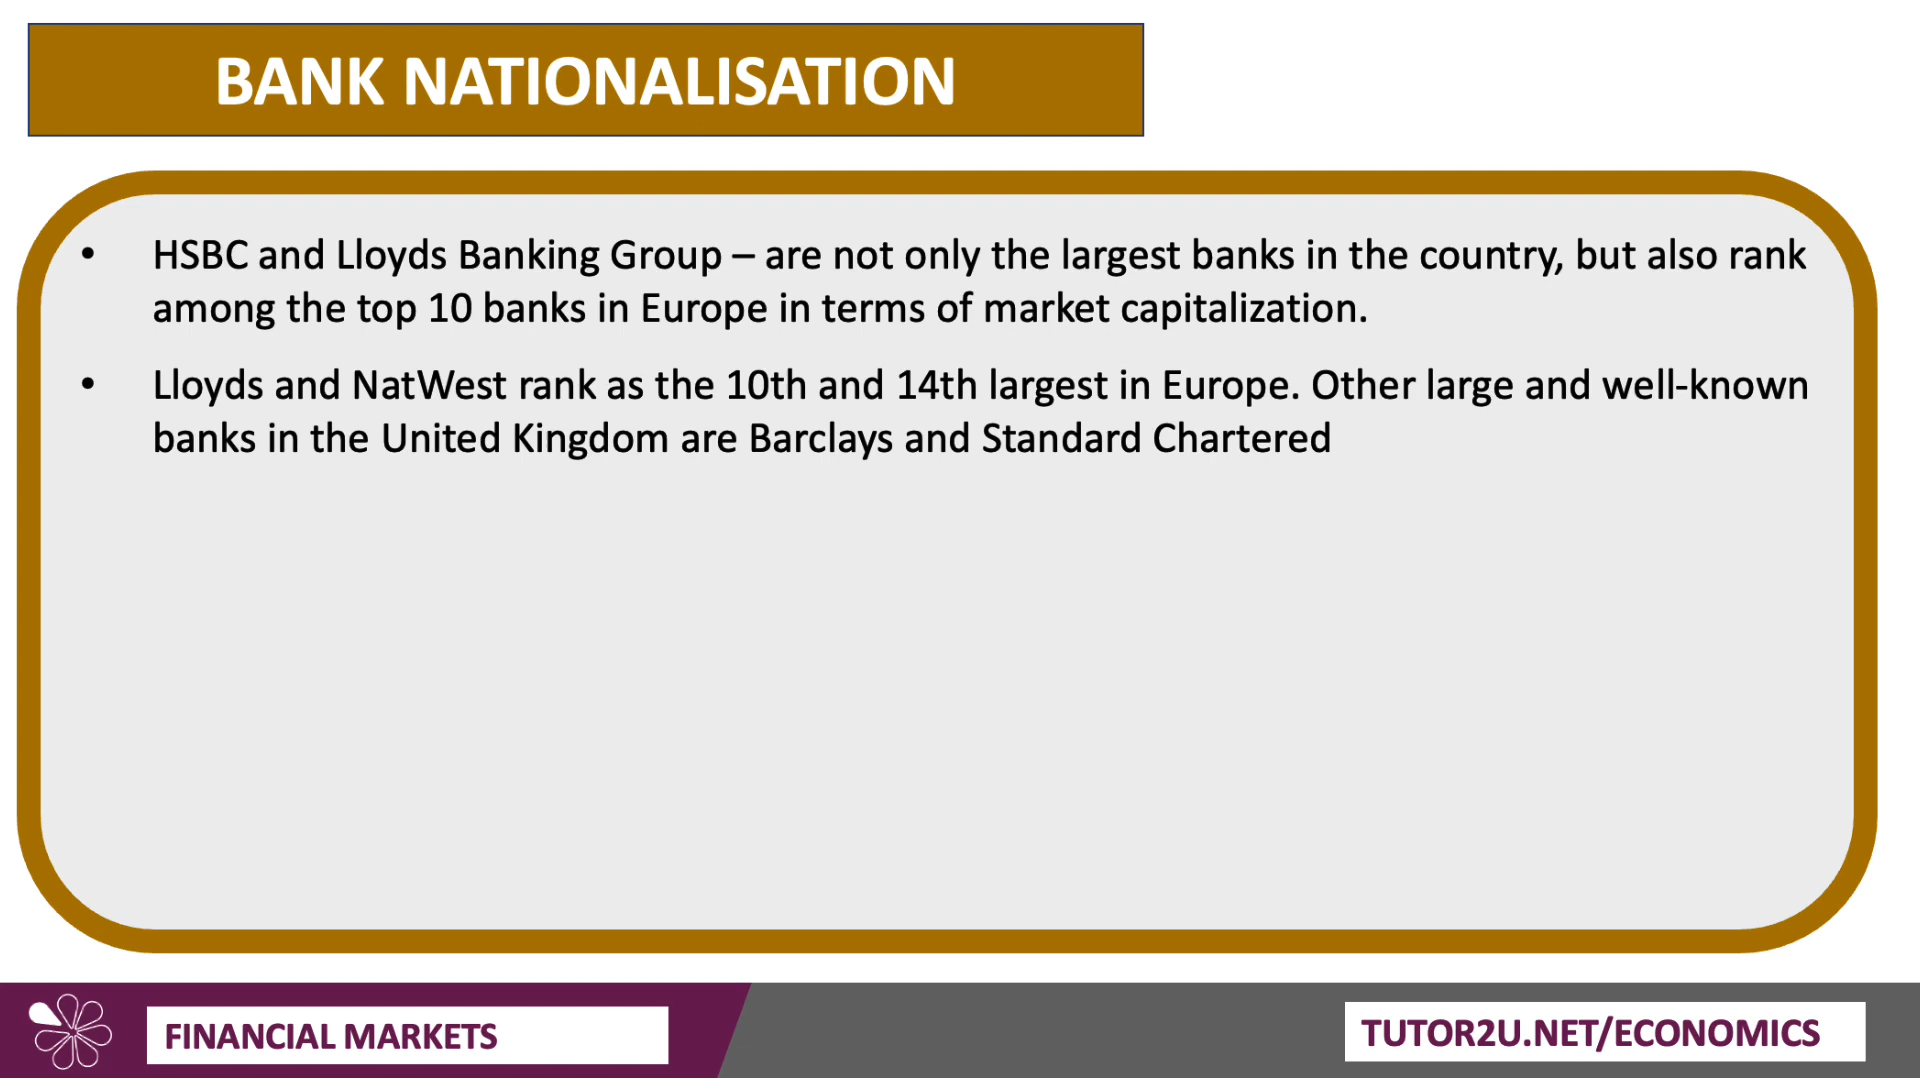 BANK NATIONALISATION
• HSBC and Lloyds Banking Group – are not only the largest banks in the country, but also rank
among the top 10 banks in Europe in terms of market capitalization.
• Lloyds and NatWest rank as the 10th and 14th largest in Europe. Other large and well-known
banks in the United Kingdom are Barclays and Standard Chartered
FINANCIAL MARKETS
TUTOR2U.NET/ECONOMICS